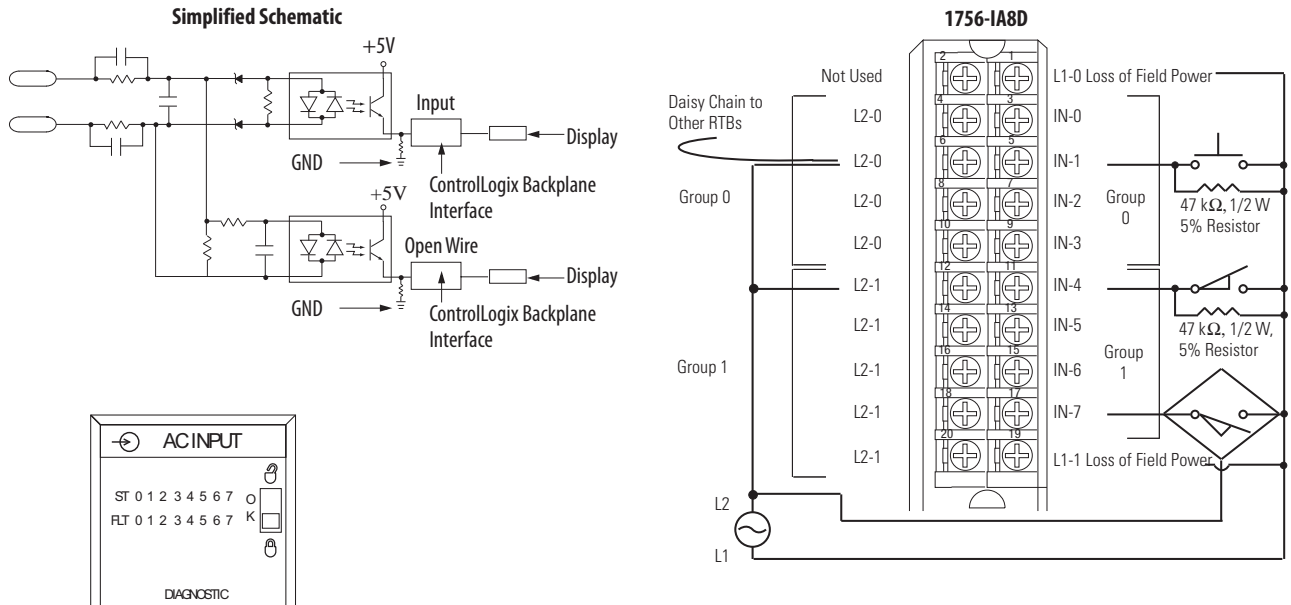 Simplified Schematic
+5V
Input
Display
GND
ControlLogix Backplane
Interface
+5V
Open Wire
Display
GND
ControlLogix Backplane
Interface
AC INPUT
ST 0 1 2 3 4 5 6 7
FLT 0 1 2 3 4 5 6 7
O
K
DIAGNOSTIC
1756-IA8D
2 1
Not Used
L1-0 Loss of Field Power
Daisy Chain to
Other RTBs
4 3
L2-0
IN-0
6 5
L2-0
IN-1
8 7
Group 0
L2-0
IN-2
Group
0
47 kΩ, 1/2 W
5% Resistor
10 9
L2-0
IN-3
12 11
L2-1
IN-4
14 13
L2-1
IN-5
47 kΩ, 1/2 W,
5% Resistor
16 15
Group 1
L2-1
IN-6
Group
1
18 17
L2-1
IN-7
20 19
L2-1
L1-1 Loss of Field Power
L2
L1